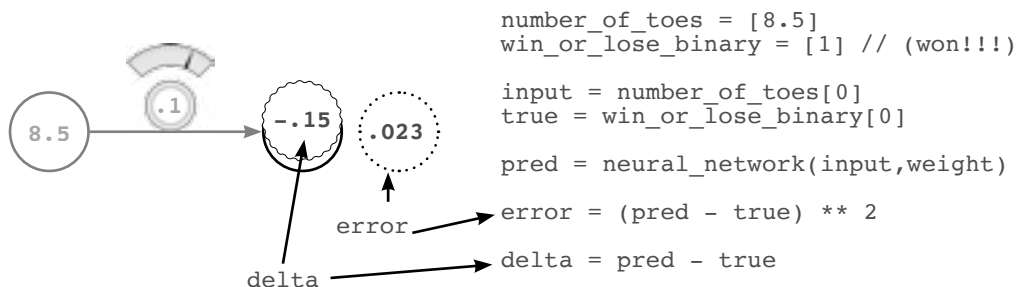 .1
8.5
-.15
.023
error
delta
number_of_toes = [8.5]
win_or_lose_binary = [1] // (won!!!)
input = number_of_toes[0]
true = win_or_lose_binary[0]
pred = neural_network(input,weight)
error = (pred - true) ** 2
delta = pred - true